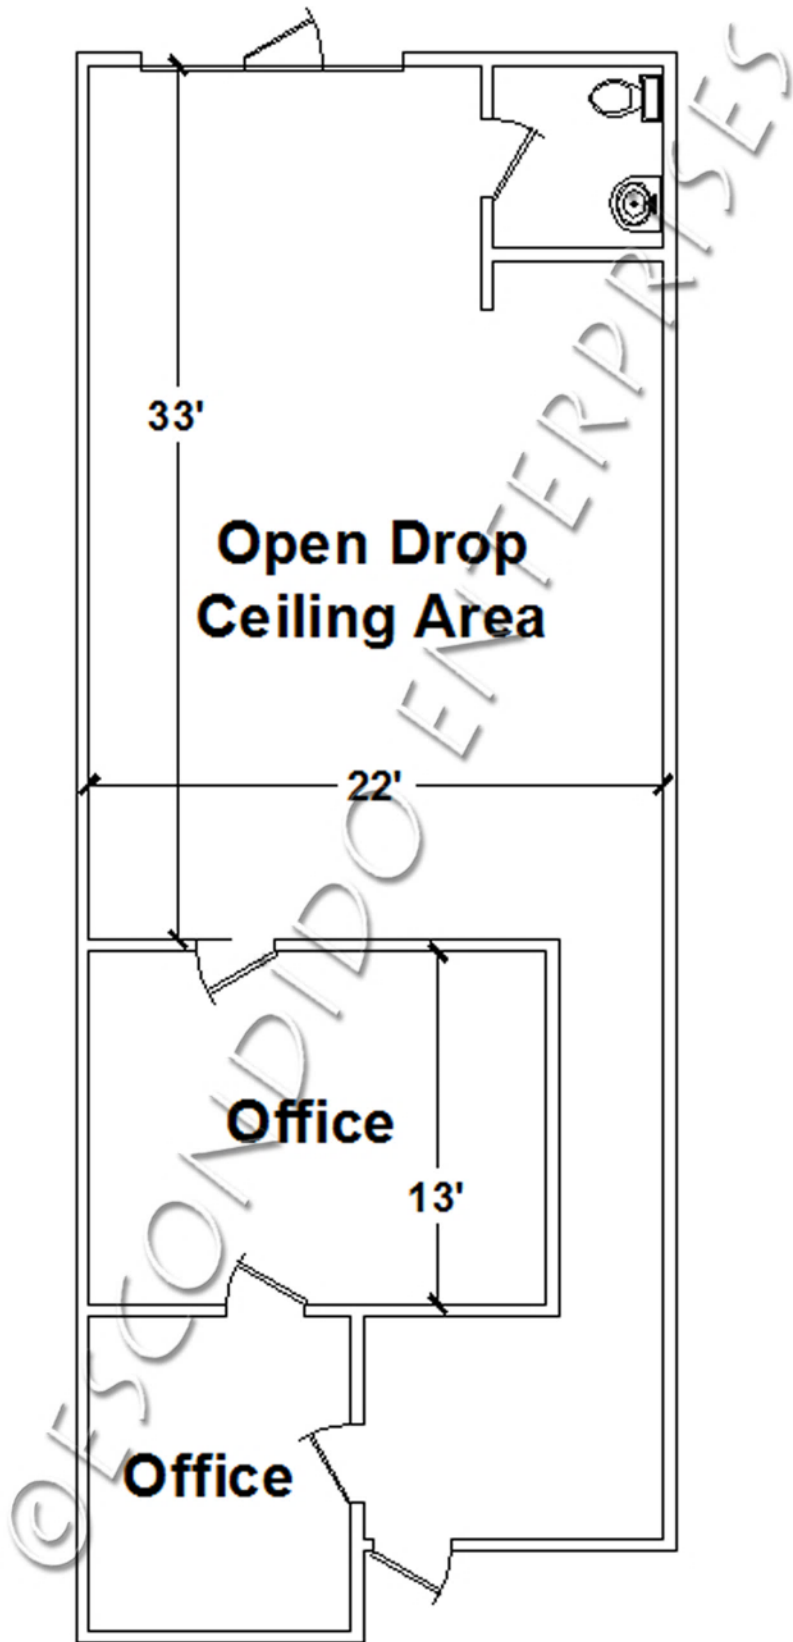 33'
Open Drop
Ceiling Area
22'
Office
13'
Office
©ESCONDIDO ENTERPRISES